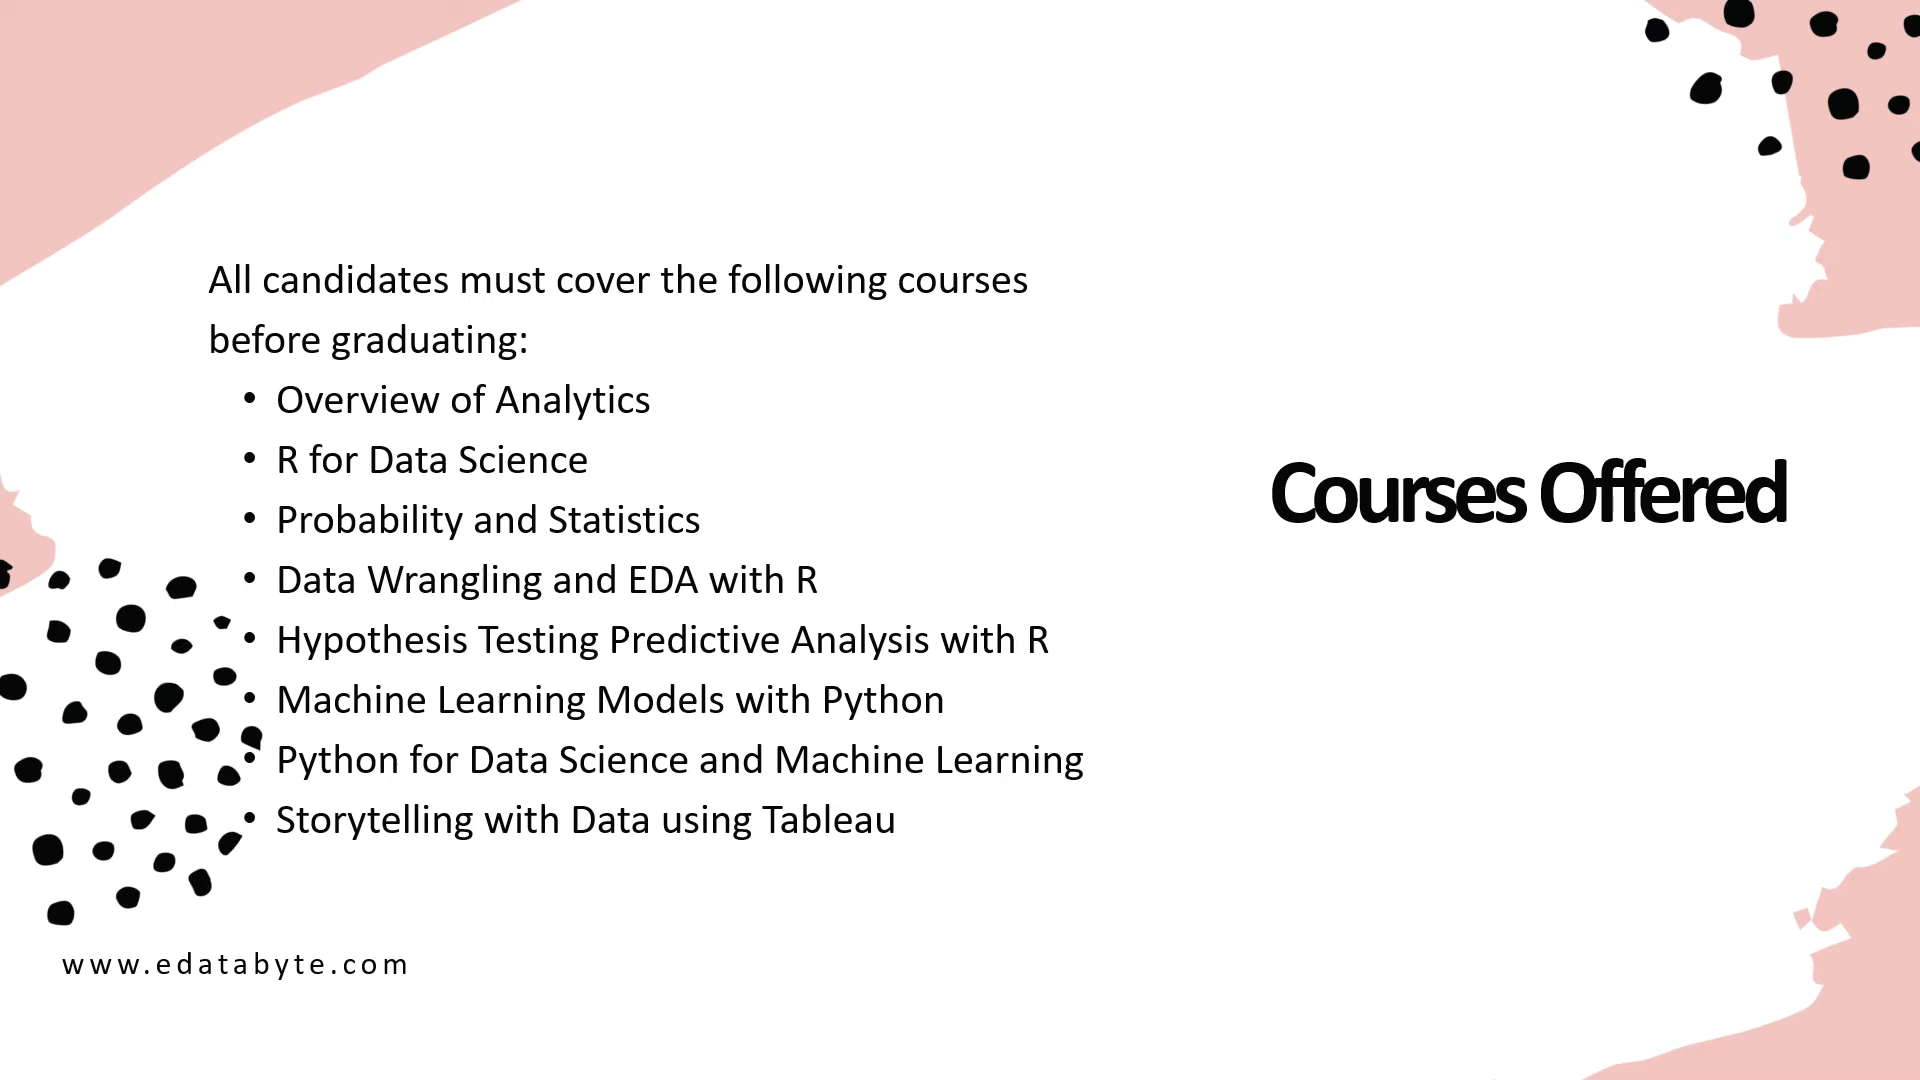 All candidates must cover the following courses
before graduating:
• Overview of Analytics
• R for Data Science
• Probability and Statistics
• Data Wrangling and EDA with R
• Hypothesis Testing Predictive Analysis with R
• Machine Learning Models with Python
• Python for Data Science and Machine Learning
• Storytelling with Data using Tableau
Courses Offered
www.edatabyte.com